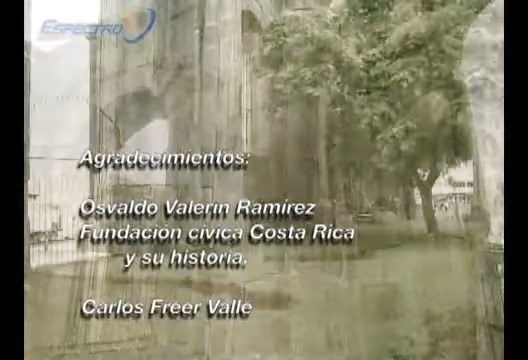 ESPECTRO
Agradecimientos:
Osvaldo Valerín Ramírez
Fundación cívica Costa Rica
y su historia.
Carlos Freer Valle